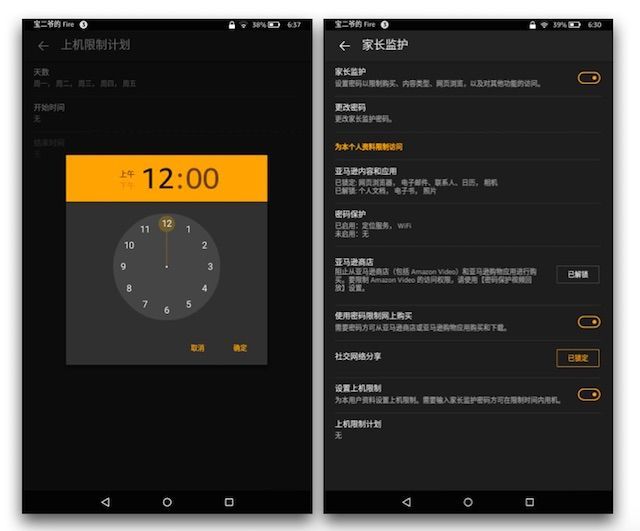 宝二爷的 Fire 3 38% 6:37
上机限制计划
天数
周一， 周二， 周三， 周四， 周五
开始时间
无
结束时间
无
上午
下午
12:00
12
1
2
3
4
5
6
7
8
9
10
11
取消
确定
宝二爷的 Fire 3 39% 6:30
家长监护
家长监护
设置密码以限制购买、内容类型、网页浏览，以及对其他功能的访问。
更改密码
更改家长监护密码。
为本个人资料限制访问
亚马逊内容和应用
已锁定: 网页浏览器， 电子邮件、联系人、日历， 相机
已解锁: 个人文档， 电子书， 照片
密码保护
已启用：定位服务， WiFi
未启用：无
亚马逊商店
阻止从亚马逊商店（包括 Amazon Video）和亚马逊购物应用进行购
买。要限制 Amazon Video 的访问权限，请使用【密码保护视频回
放】设置。
已解锁
使用密码限制网上购买
需要密码方可从亚马逊商店或亚马逊购物应用购买和下载。
社交网络分享
已锁定
设置上机限制
为本用户资料设置上机限制。需要输入家长监护密码方可在限制时间内用机。
上机限制计划
无